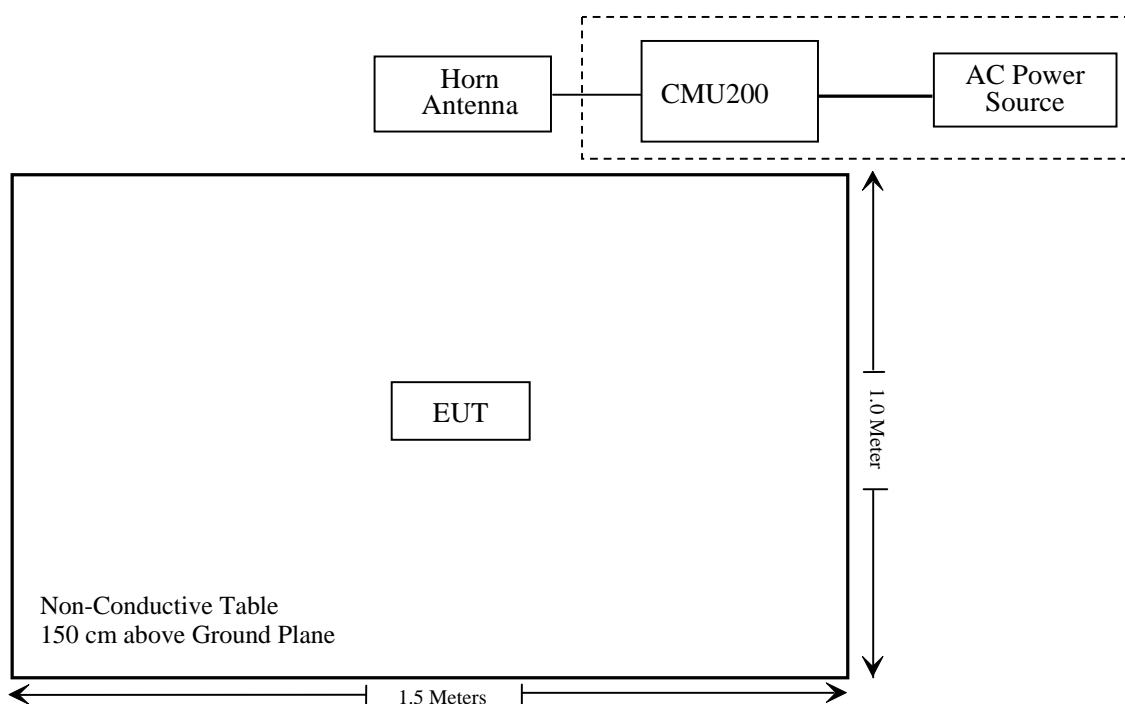 Horn
Antenna
CMU200
AC Power
Source
EUT
1.0 Meter
Non-Conductive Table
150 cm above Ground Plane
1.5 Meters